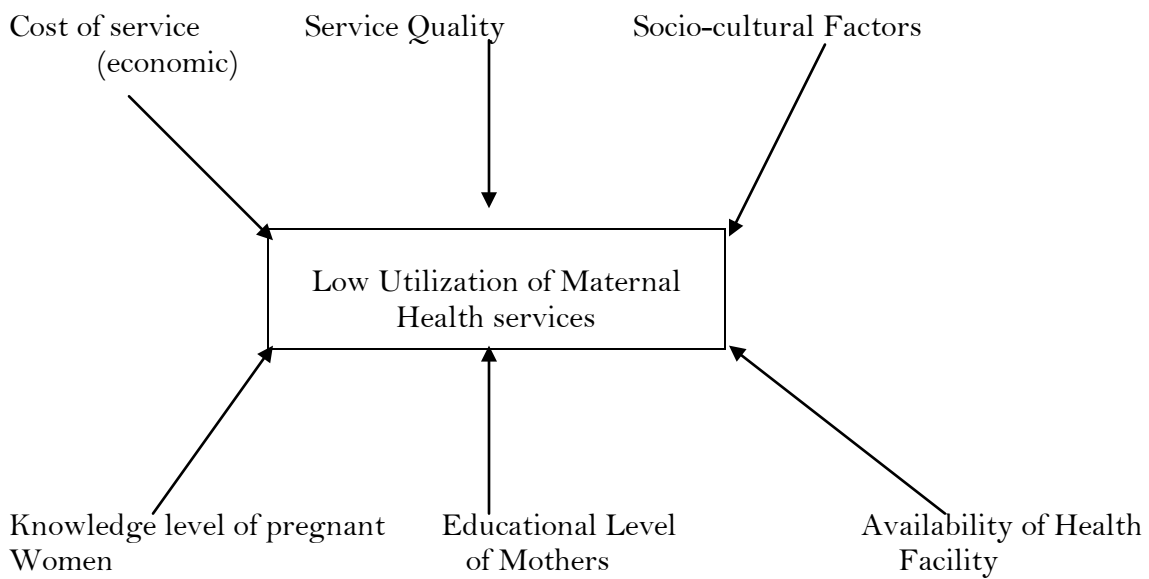 Cost of service
(economic)
Service Quality
Socio-cultural Factors
Low Utilization of Maternal
Health services
Knowledge level of pregnant
Women
Educational Level
of Mothers
Availability of Health
Facility